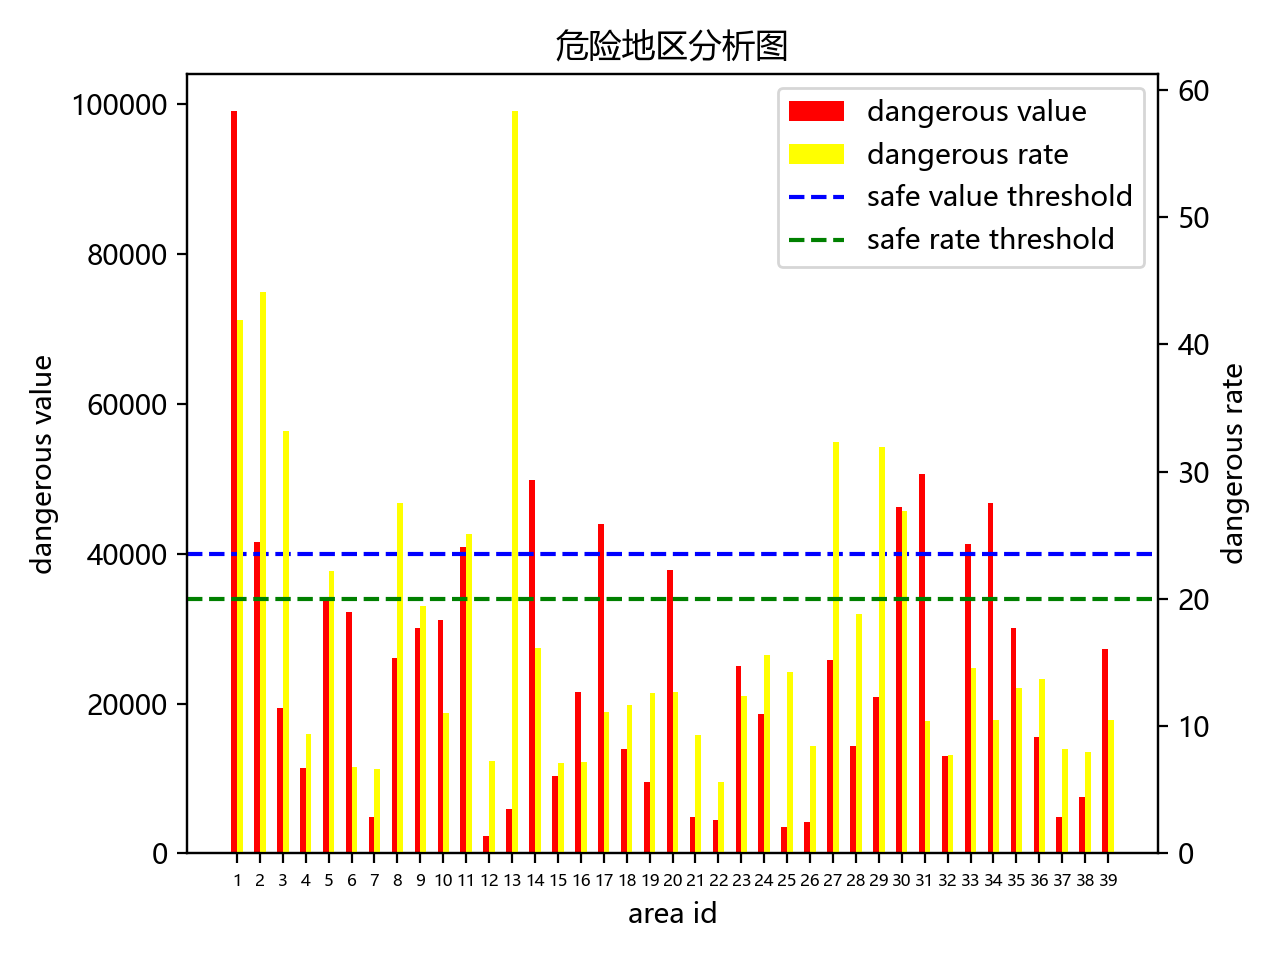 危险地区分析图
dangerous value
dangerous rate
safe value threshold
safe rate threshold
100000
80000
60000
40000
20000
0
60
50
40
30
20
10
0
dangerous value
dangerous rate
1 2 3 4 5 6 7 8 9 10 11 12 13 14 15 16 17 18 19 20 21 22 23 24 25 26 27 28 29 30 31 32 33 34 35 36 37 38 39
area id